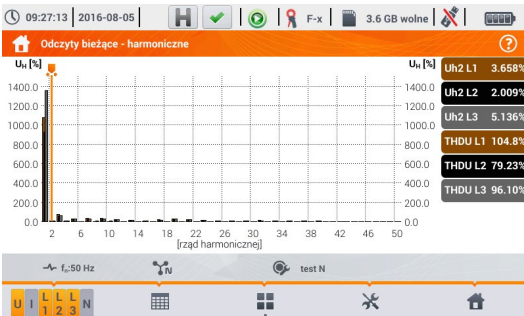 09:27:13 2016-08-05 H F-x 3.6 GB wolne
Odczyty bieżące - harmoniczne ?
UH [%] UH [%]
1400.0 1400.0
1200.0 1200.0
1000.0 1000.0
800.0 800.0
600.0 600.0
400.0 400.0
200.0 200.0
0.0 0.0
2 6 10 14 18 22 26 30 34 38 42 46 50
[rząd harmonicznej]
Uh2 L1 3.658%
Uh2 L2 2.009%
Uh2 L3 5.136%
THDU L1 104.8%
THDU L2 79.23%
THDU L3 96.10%
fn:50 Hz N test N
U I L1 L2 L3 N